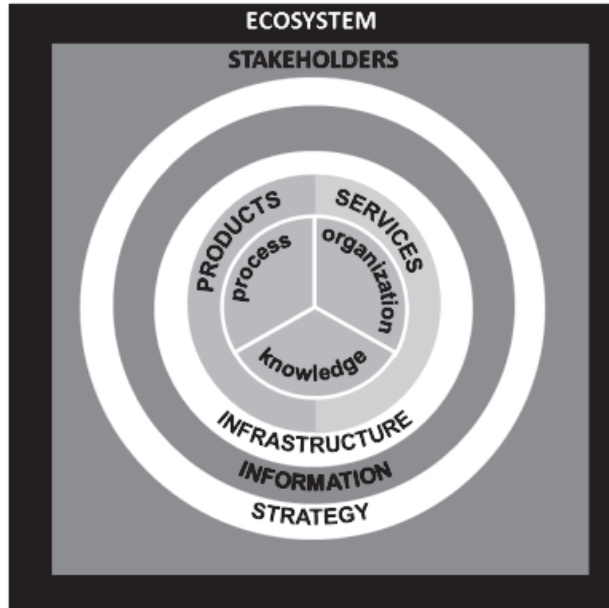 ECOSYSTEM
STAKEHOLDERS
PRODUCTS
SERVICES
process
organization
knowledge
INFRASTRUCTURE
INFORMATION
STRATEGY